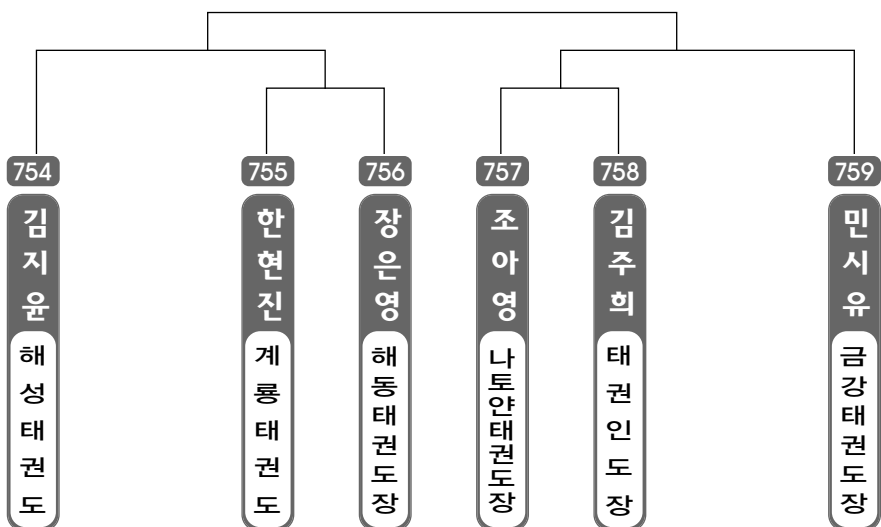 754
김지윤
해성태권도
755
한현진
계룡태권도
756
장은영
해동태권도장
757
조아영
나토얀태권도장
758
김주희
태권인도장
759
민시유
금강태권도장